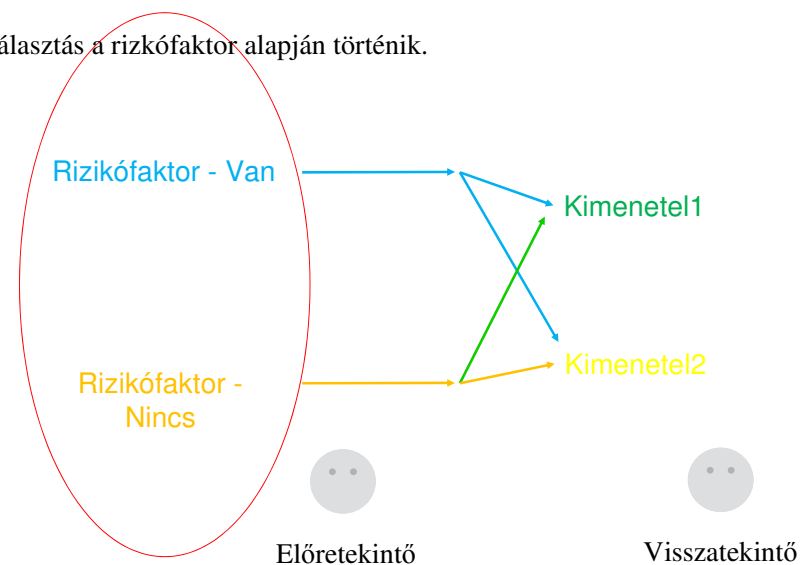 álasztás a rizkófaktor alapján történik.
Rizikófaktor - Van
Kimenetel1
Kimenetel2
Rizikófaktor -
Nincs
Előretekintő
Visszatekintő